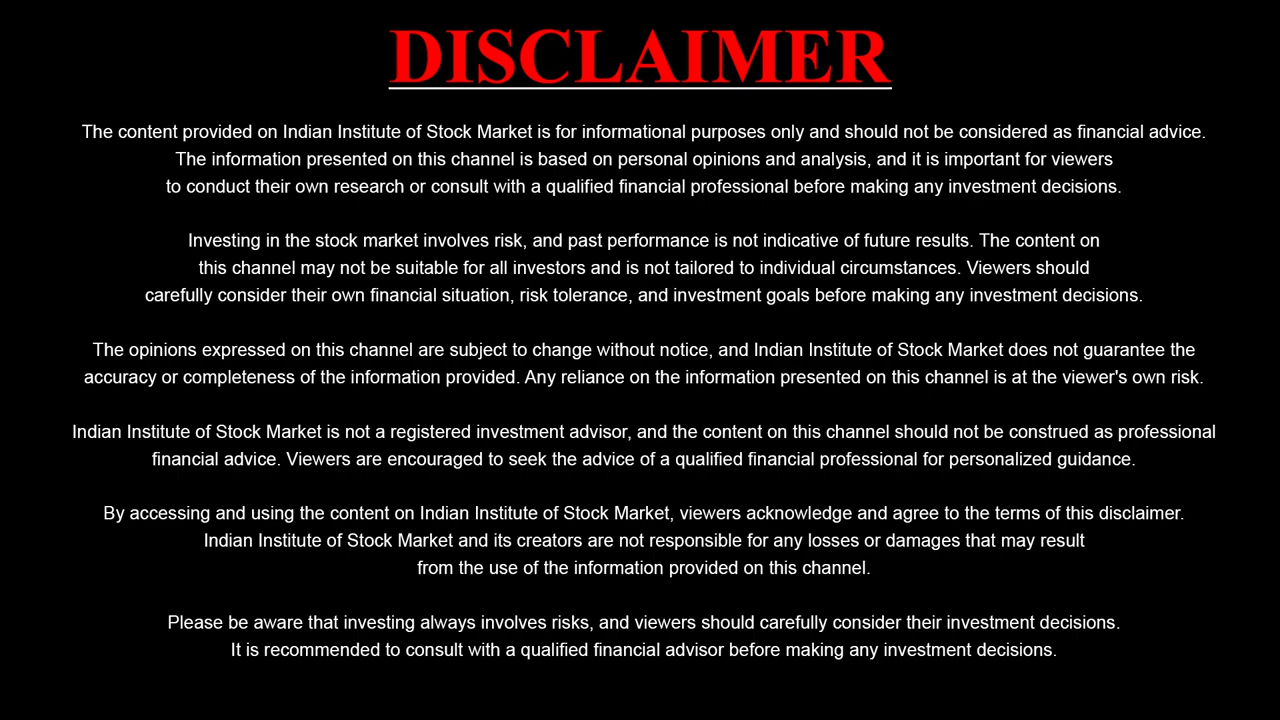 DISCLAIMER
The content provided on Indian Institute of Stock Market is for informational purposes only and should not be considered as financial advice.
The information presented on this channel is based on personal opinions and analysis, and it is important for viewers
to conduct their own research or consult with a qualified financial professional before making any investment decisions.
Investing in the stock market involves risk, and past performance is not indicative of future results. The content on
this channel may not be suitable for all investors and is not tailored to individual circumstances. Viewers should
carefully consider their own financial situation, risk tolerance, and investment goals before making any investment decisions.
The opinions expressed on this channel are subject to change without notice, and Indian Institute of Stock Market does not guarantee the
accuracy or completeness of the information provided. Any reliance on the information presented on this channel is at the viewer's own risk.
Indian Institute of Stock Market is not a registered investment advisor, and the content on this channel should not be construed as professional
financial advice. Viewers are encouraged to seek the advice of a qualified financial professional for personalized guidance.
By accessing and using the content on Indian Institute of Stock Market, viewers acknowledge and agree to the terms of this disclaimer.
Indian Institute of Stock Market and its creators are not responsible for any losses or damages that may result
from the use of the information provided on this channel.
Please be aware that investing always involves risks, and viewers should carefully consider their investment decisions.
It is recommended to consult with a qualified financial advisor before making any investment decisions.